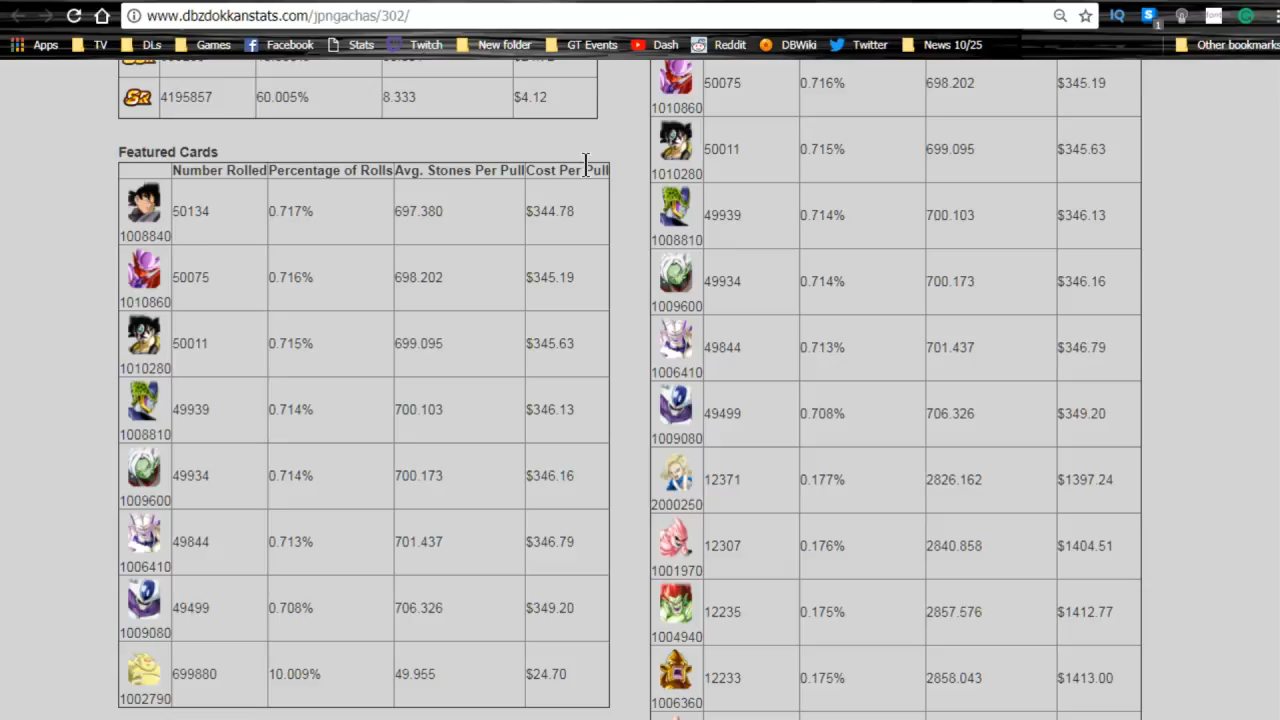 www.dbzdokkanstats.com/jpngachas/302/
Apps TV DLs Games Facebook Stats Twitch New folder GT Events Dash Reddit DBWiki Twitter News 10/25 Other bookmarks
SR 4195857 60.005% 8.333 $4.12
Featured Cards
Number Rolled Percentage of Rolls Avg. Stones Per Pull Cost Per Pull
50134 0.717% 697.380 $344.78
1008840
50075 0.716% 698.202 $345.19
1010860
50011 0.715% 699.095 $345.63
1010280
49939 0.714% 700.103 $346.13
1008810
49934 0.714% 700.173 $346.16
1009600
49844 0.713% 701.437 $346.79
1006410
49499 0.708% 706.326 $349.20
1009080
699880 10.009% 49.955 $24.70
1002790
50075 0.716% 698.202 $345.19
1010860
50011 0.715% 699.095 $345.63
1010280
49939 0.714% 700.103 $346.13
1008810
49934 0.714% 700.173 $346.16
1009600
49844 0.713% 701.437 $346.79
1006410
49499 0.708% 706.326 $349.20
1009080
12371 0.177% 2826.162 $1397.24
2000250
12307 0.176% 2840.858 $1404.51
1001970
12235 0.175% 2857.576 $1412.77
1004940
12233 0.175% 2858.043 $1413.00
1006360